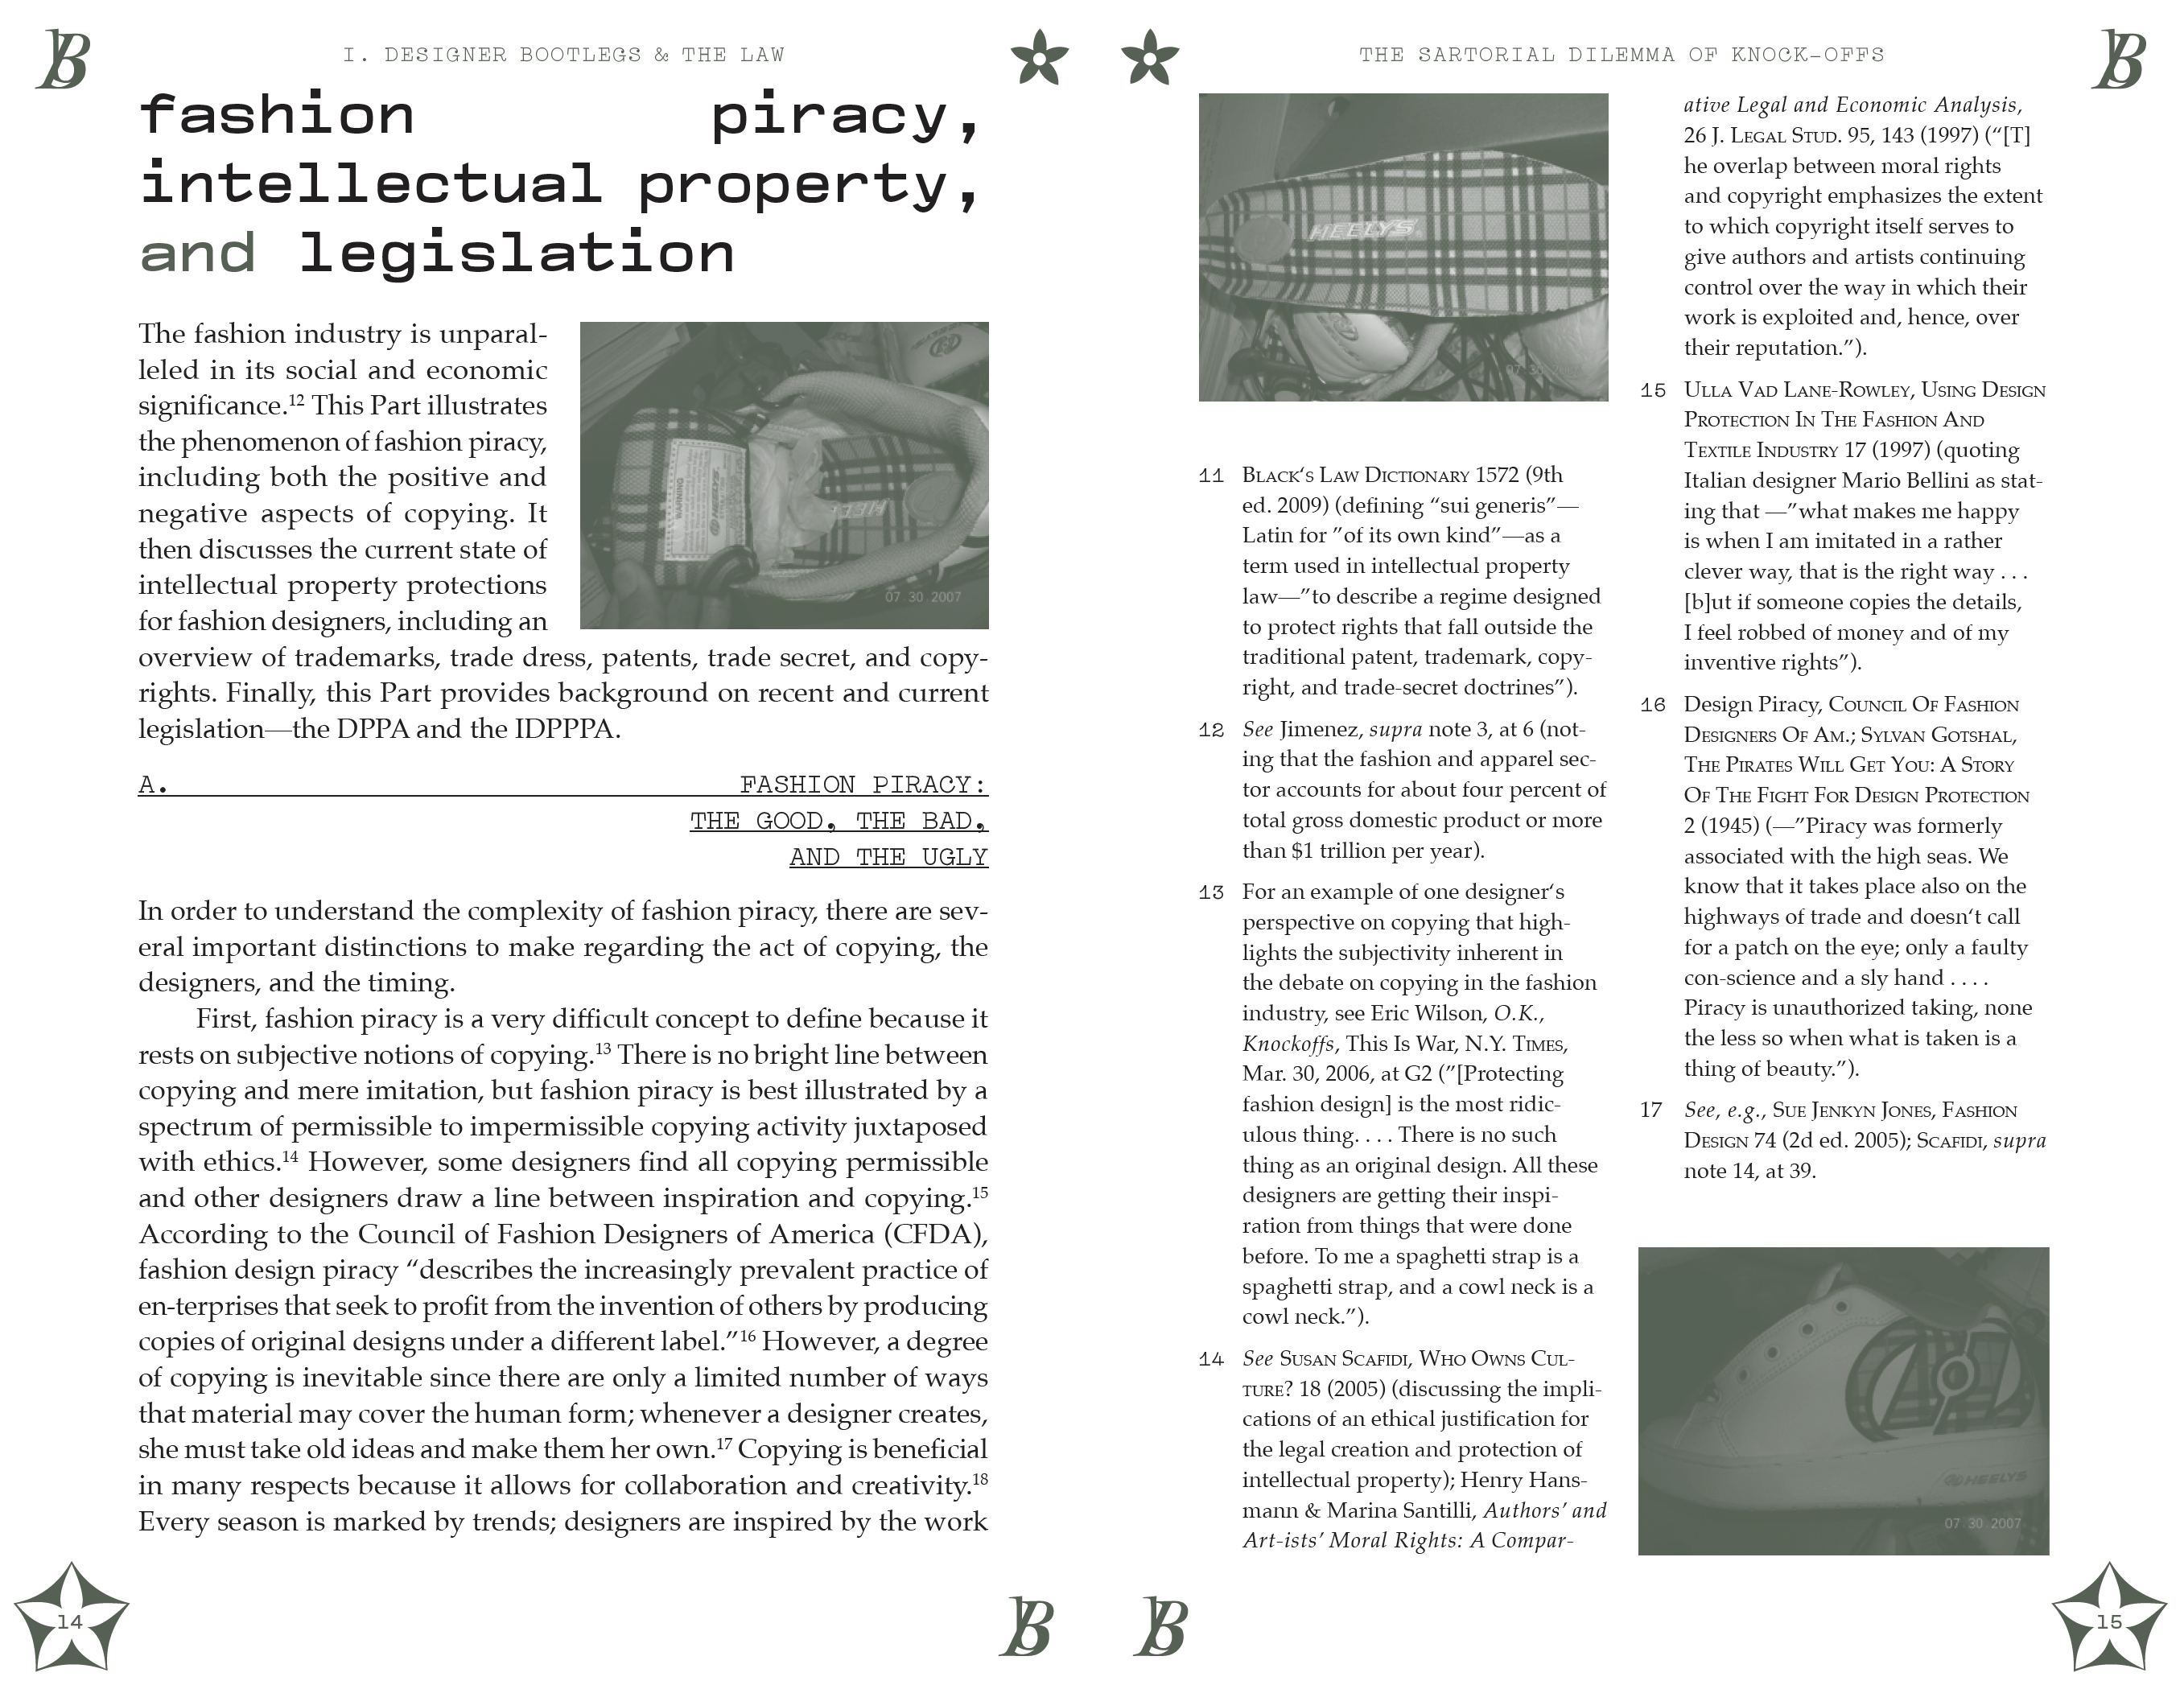 I. DESIGNER BOOTLEGS & THE LAW
fashion piracy,
intellectual property,
and legislation
The fashion industry is unparal-
leled in its social and economic
significance.12 This Part illustrates
the phenomenon of fashion piracy,
including both the positive and
negative aspects of copying. It
then discusses the current state of
intellectual property protections
for fashion designers, including an
overview of trademarks, trade dress, patents, trade secret, and copy-
rights. Finally, this Part provides background on recent and current
legislation—the DPPA and the IDPPPA.
WARNING
HEELYS
07.30.2007
A. FASHION PIRACY:
THE GOOD, THE BAD,
AND THE UGLY
In order to understand the complexity of fashion piracy, there are sev-
eral important distinctions to make regarding the act of copying, the
designers, and the timing.
First, fashion piracy is a very difficult concept to define because it
rests on subjective notions of copying.13 There is no bright line between
copying and mere imitation, but fashion piracy is best illustrated by a
spectrum of permissible to impermissible copying activity juxtaposed
with ethics.14 However, some designers find all copying permissible
and other designers draw a line between inspiration and copying.15
According to the Council of Fashion Designers of America (CFDA),
fashion design piracy “describes the increasingly prevalent practice of
en-terprises that seek to profit from the invention of others by producing
copies of original designs under a different label.”16 However, a degree
of copying is inevitable since there are only a limited number of ways
that material may cover the human form; whenever a designer creates,
she must take old ideas and make them her own.17 Copying is beneficial
in many respects because it allows for collaboration and creativity.18
Every season is marked by trends; designers are inspired by the work
14
B
B
THE SARTORIAL DILEMMA OF KNOCK-OFFS
HEELYS
07.30.2007
11 Black‘s Law Dictionary 1572 (9th
ed. 2009) (defining “sui generis”—
Latin for ”of its own kind”—as a
term used in intellectual property
law—”to describe a regime designed
to protect rights that fall outside the
traditional patent, trademark, copy-
right, and trade-secret doctrines”).
12 See Jimenez, supra note 3, at 6 (not-
ing that the fashion and apparel sec-
tor accounts for about four percent of
total gross domestic product or more
than $1 trillion per year).
13 For an example of one designer‘s
perspective on copying that high-
lights the subjectivity inherent in
the debate on copying in the fashion
industry, see Eric Wilson, O.K.,
Knockoffs, This Is War, N.Y. Times,
Mar. 30, 2006, at G2 (”[Protecting
fashion design] is the most ridic-
ulous thing. . . . There is no such
thing as an original design. All these
designers are getting their inspi-
ration from things that were done
before. To me a spaghetti strap is a
spaghetti strap, and a cowl neck is a
cowl neck.”).
14 See Susan Scafidi, Who Owns Cul-
ture? 18 (2005) (discussing the impli-
cations of an ethical justification for
the legal creation and protection of
intellectual property); Henry Hans-
mann & Marina Santilli, Authors’ and
Art-ists’ Moral Rights: A Compar-
ative Legal and Economic Analysis,
26 J. Legal Stud. 95, 143 (1997) (“[T]
he overlap between moral rights
and copyright emphasizes the extent
to which copyright itself serves to
give authors and artists continuing
control over the way in which their
work is exploited and, hence, over
their reputation.”).
15 Ulla Vad Lane-Rowley, Using Design
Protection In The Fashion And
Textile Industry 17 (1997) (quoting
Italian designer Mario Bellini as stat-
ing that —”what makes me happy
is when I am imitated in a rather
clever way, that is the right way . . .
[b]ut if someone copies the details,
I feel robbed of money and of my
inventive rights”).
16 Design Piracy, Council Of Fashion
Designers Of Am.; Sylvan Gotshal,
The Pirates Will Get You: A Story
Of The Fight For Design Protection
2 (1945) (—”Piracy was formerly
associated with the high seas. We
know that it takes place also on the
highways of trade and doesn‘t call
for a patch on the eye; only a faulty
con-science and a sly hand . . . .
Piracy is unauthorized taking, none
the less so when what is taken is a
thing of beauty.”).
17 See, e.g., Sue Jenkyn Jones, Fashion
Design 74 (2d ed. 2005); Scafidi, supra
note 14, at 39.
HEELYS
07.30.2007
B
B
15